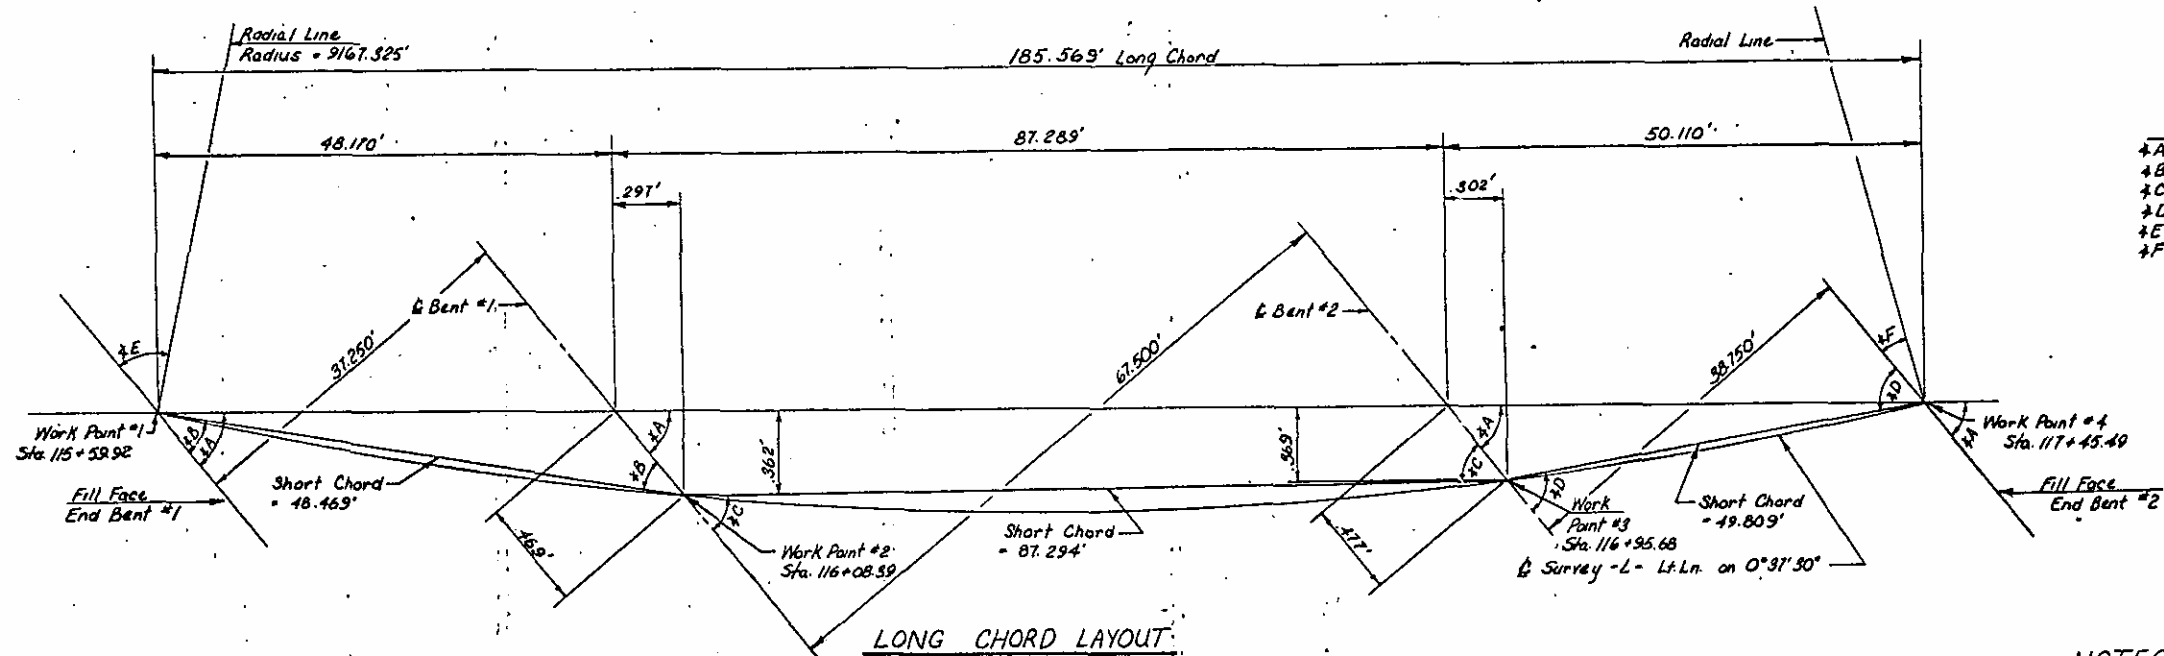 Radial Line
Radius = 9167.325'
185.569' Long Chord
Radial Line
48.170'
87.289'
50.110'
.297'
.302'
∡A
∡B
∡C
∡D
∡E
∡F
℄ Bent #1
℄ Bent #2
∡E
37.250'
67.500'
38.750'
∡F
∡D
Work Point #1
Sta. 115+59.92
∡B
∡A
∡A
∡B
.362'
.369'
∡A
∡C
∡A
Work Point #4
Sta. 117+45.49
Fill Face
End Bent #1
Short Chord
= 48.469'
.469'
∡C
Work Point #2
Sta. 116+08.39
Short Chord
= 87.294'
.477'
∡D
Work
Point #3
Sta. 116+95.68
Short Chord
= 49.809'
℄ Survey -L- Lt. Ln. on 0°37'30"
Fill Face
End Bent #2
LONG CHORD LAYOUT
NOTES